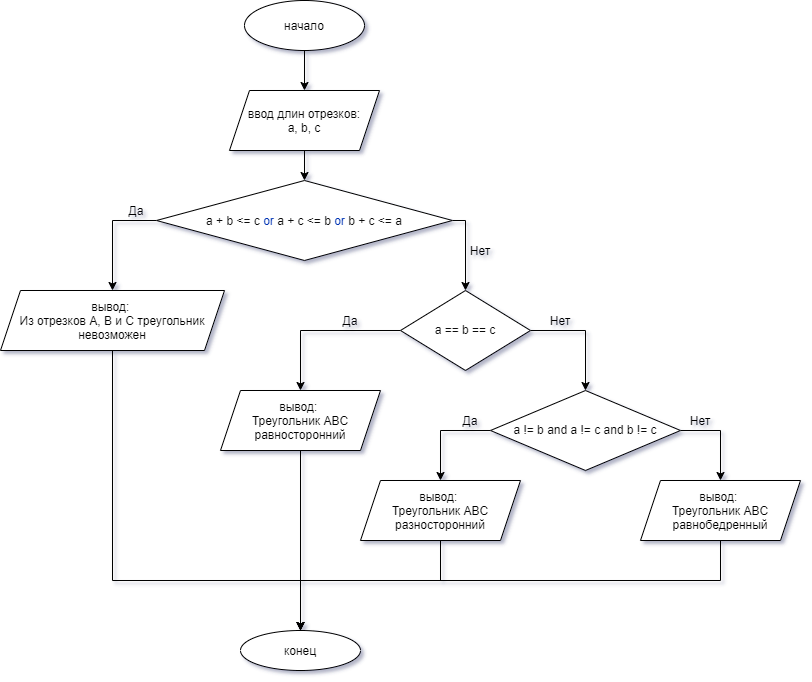 начало
ввод длин отрезков:
a, b, c
a + b <= c or a + c <= b or b + c <= a
Да
Нет
вывод:
Из отрезков A, B и C треугольник
невозможен
a == b == c
Да
Нет
вывод:
Треугольник ABC
равносторонний
a != b and a != c and b != c
Да
Нет
вывод:
Треугольник ABC
разносторонний
вывод:
Треугольник ABC
равнобедренный
конец